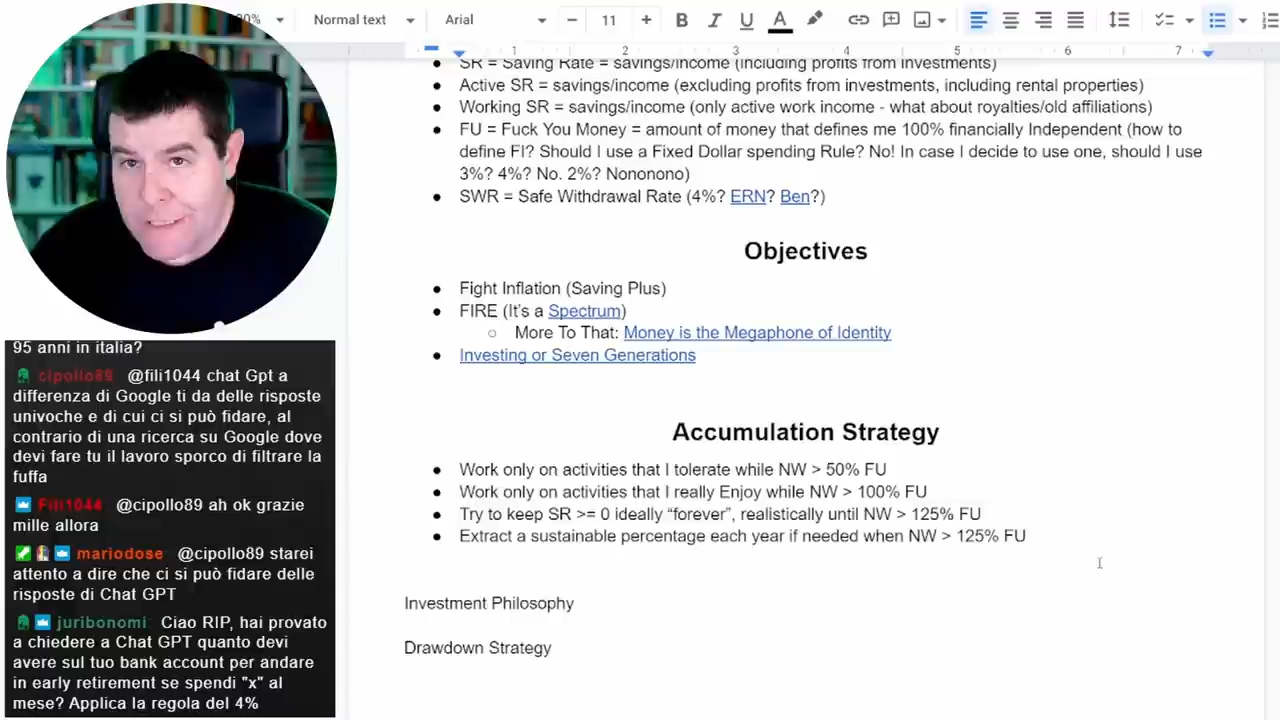 Normal text
Arial
11
B I U A
1 2 3 4 5 6 7
SR = Saving Rate = savings/income (including profits from investments)
Active SR = savings/income (excluding profits from investments, including rental properties)
Working SR = savings/income (only active work income - what about royalties/old affiliations)
FU = Fuck You Money = amount of money that defines me 100% financially Independent (how to
define FI? Should I use a Fixed Dollar spending Rule? No! In case I decide to use one, should I use
3%? 4%? No. 2%? Nononono)
SWR = Safe Withdrawal Rate (4%? ERN? Ben?)
Objectives
Fight Inflation (Saving Plus)
FIRE (It's a Spectrum)
More To That: Money is the Megaphone of Identity
Investing or Seven Generations
Accumulation Strategy
Work only on activities that I tolerate while NW > 50% FU
Work only on activities that I really Enjoy while NW > 100% FU
Try to keep SR >= 0 ideally “forever”, realistically until NW > 125% FU
Extract a sustainable percentage each year if needed when NW > 125% FU
Investment Philosophy
Drawdown Strategy
95 anni in italia?
cipollo89 @fili1044 chat Gpt a
differenza di Google ti da delle risposte
univoche e di cui ci si può fidare, al
contrario di una ricerca su Google dove
devi fare tu il lavoro sporco di filtrare la
fuffa
Fili1044 @cipollo89 ah ok grazie
mille allora
mariodose @cipollo89 starei
attento a dire che ci si può fidare delle
risposte di Chat GPT
juribonomi Ciao RIP, hai provato
a chiedere a Chat GPT quanto devi
avere sul tuo bank account per andare
in early retirement se spendi "x" al
mese? Applica la regola del 4%